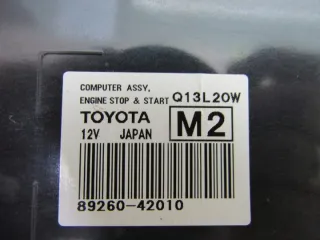 COMPUTER ASSY,
ENGINE STOP & START Q13L20W
TOYOTA M2
12V JAPAN
89260-42010